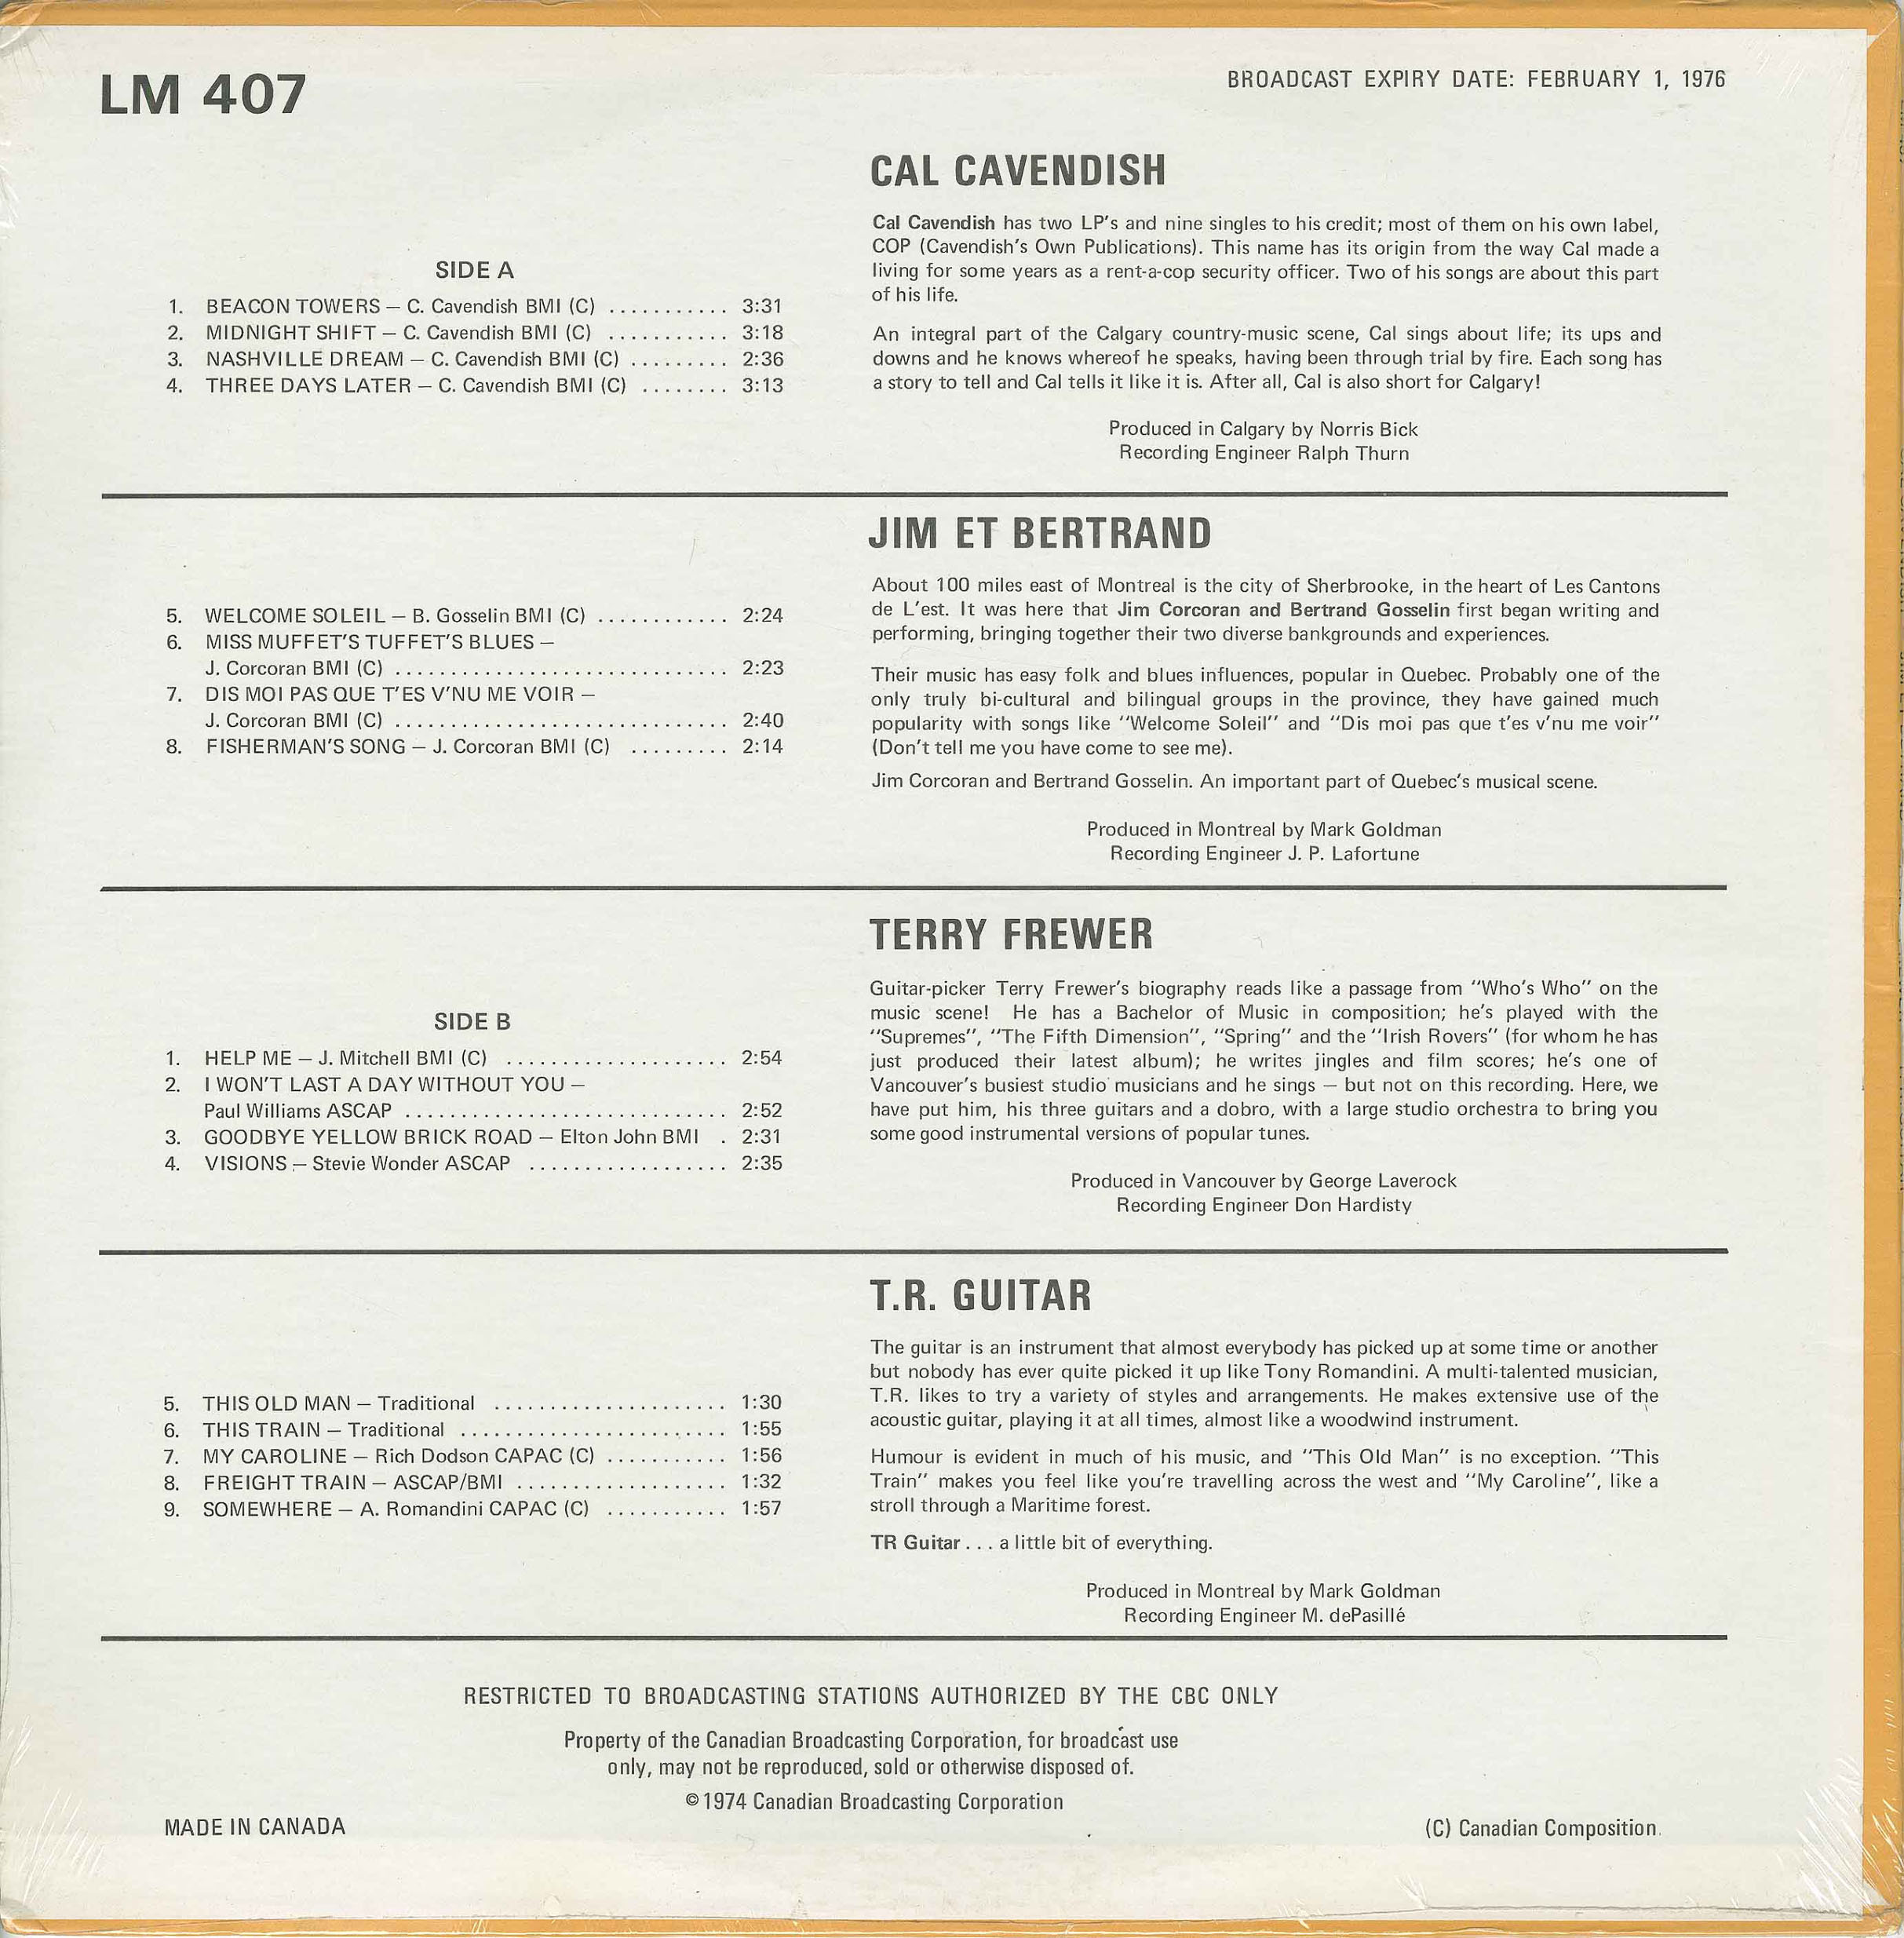 LM 407
BROADCAST EXPIRY DATE: FEBRUARY 1, 1976
SIDE A
1. BEACON TOWERS – C. Cavendish BMI (C) . . . . . . . . . . . 3:31
2. MIDNIGHT SHIFT – C. Cavendish BMI (C) . . . . . . . . . . . 3:18
3. NASHVILLE DREAM – C. Cavendish BMI (C) . . . . . . . . . 2:36
4. THREE DAYS LATER – C. Cavendish BMI (C) . . . . . . . . 3:13
CAL CAVENDISH
Cal Cavendish has two LP's and nine singles to his credit; most of them on his own label,
COP (Cavendish's Own Publications). This name has its origin from the way Cal made a
living for some years as a rent-a-cop security officer. Two of his songs are about this part
of his life.
An integral part of the Calgary country-music scene, Cal sings about life; its ups and
downs and he knows whereof he speaks, having been through trial by fire. Each song has
a story to tell and Cal tells it like it is. After all, Cal is also short for Calgary!
Produced in Calgary by Norris Bick
Recording Engineer Ralph Thurn
5. WELCOME SOLEIL – B. Gosselin BMI (C) . . . . . . . . . . . . 2:24
6. MISS MUFFET'S TUFFET'S BLUES –
J. Corcoran BMI (C) . . . . . . . . . . . . . . . . . . . . . . . . . . . . . . 2:23
7. DIS MOI PAS QUE T'ES V'NU ME VOIR –
J. Corcoran BMI (C) . . . . . . . . . . . . . . . . . . . . . . . . . . . . . . 2:40
8. FISHERMAN'S SONG – J. Corcoran BMI (C) . . . . . . . . . 2:14
JIM ET BERTRAND
About 100 miles east of Montreal is the city of Sherbrooke, in the heart of Les Cantons
de L'est. It was here that Jim Corcoran and Bertrand Gosselin first began writing and
performing, bringing together their two diverse bankgrounds and experiences.
Their music has easy folk and blues influences, popular in Quebec. Probably one of the
only truly bi-cultural and bilingual groups in the province, they have gained much
popularity with songs like "Welcome Soleil" and "Dis moi pas que t'es v'nu me voir"
(Don't tell me you have come to see me).
Jim Corcoran and Bertrand Gosselin. An important part of Quebec's musical scene.
Produced in Montreal by Mark Goldman
Recording Engineer J. P. Lafortune
SIDE B
1. HELP ME – J. Mitchell BMI (C) . . . . . . . . . . . . . . . . . . . . 2:54
2. I WON'T LAST A DAY WITHOUT YOU –
Paul Williams ASCAP . . . . . . . . . . . . . . . . . . . . . . . . . . . . . 2:52
3. GOODBYE YELLOW BRICK ROAD – Elton John BMI . 2:31
4. VISIONS – Stevie Wonder ASCAP . . . . . . . . . . . . . . . . . . 2:35
TERRY FREWER
Guitar-picker Terry Frewer's biography reads like a passage from "Who's Who" on the
music scene! He has a Bachelor of Music in composition; he's played with the
"Supremes", "The Fifth Dimension", "Spring" and the "Irish Rovers" (for whom he has
just produced their latest album); he writes jingles and film scores; he's one of
Vancouver's busiest studio musicians and he sings – but not on this recording. Here, we
have put him, his three guitars and a dobro, with a large studio orchestra to bring you
some good instrumental versions of popular tunes.
Produced in Vancouver by George Laverock
Recording Engineer Don Hardisty
5. THIS OLD MAN – Traditional . . . . . . . . . . . . . . . . . . . . . 1:30
6. THIS TRAIN – Traditional . . . . . . . . . . . . . . . . . . . . . . . . 1:55
7. MY CAROLINE – Rich Dodson CAPAC (C) . . . . . . . . . . . 1:56
8. FREIGHT TRAIN – ASCAP/BMI . . . . . . . . . . . . . . . . . . . 1:32
9. SOMEWHERE – A. Romandini CAPAC (C) . . . . . . . . . . . 1:57
T.R. GUITAR
The guitar is an instrument that almost everybody has picked up at some time or another
but nobody has ever quite picked it up like Tony Romandini. A multi-talented musician,
T.R. likes to try a variety of styles and arrangements. He makes extensive use of the
acoustic guitar, playing it at all times, almost like a woodwind instrument.
Humour is evident in much of his music, and "This Old Man" is no exception. "This
Train" makes you feel like you're travelling across the west and "My Caroline", like a
stroll through a Maritime forest.
TR Guitar . . . a little bit of everything.
Produced in Montreal by Mark Goldman
Recording Engineer M. dePasillé
RESTRICTED TO BROADCASTING STATIONS AUTHORIZED BY THE CBC ONLY
Property of the Canadian Broadcasting Corporation, for broadcast use
only, may not be reproduced, sold or otherwise disposed of.
©1974 Canadian Broadcasting Corporation
MADE IN CANADA
(C) Canadian Composition.